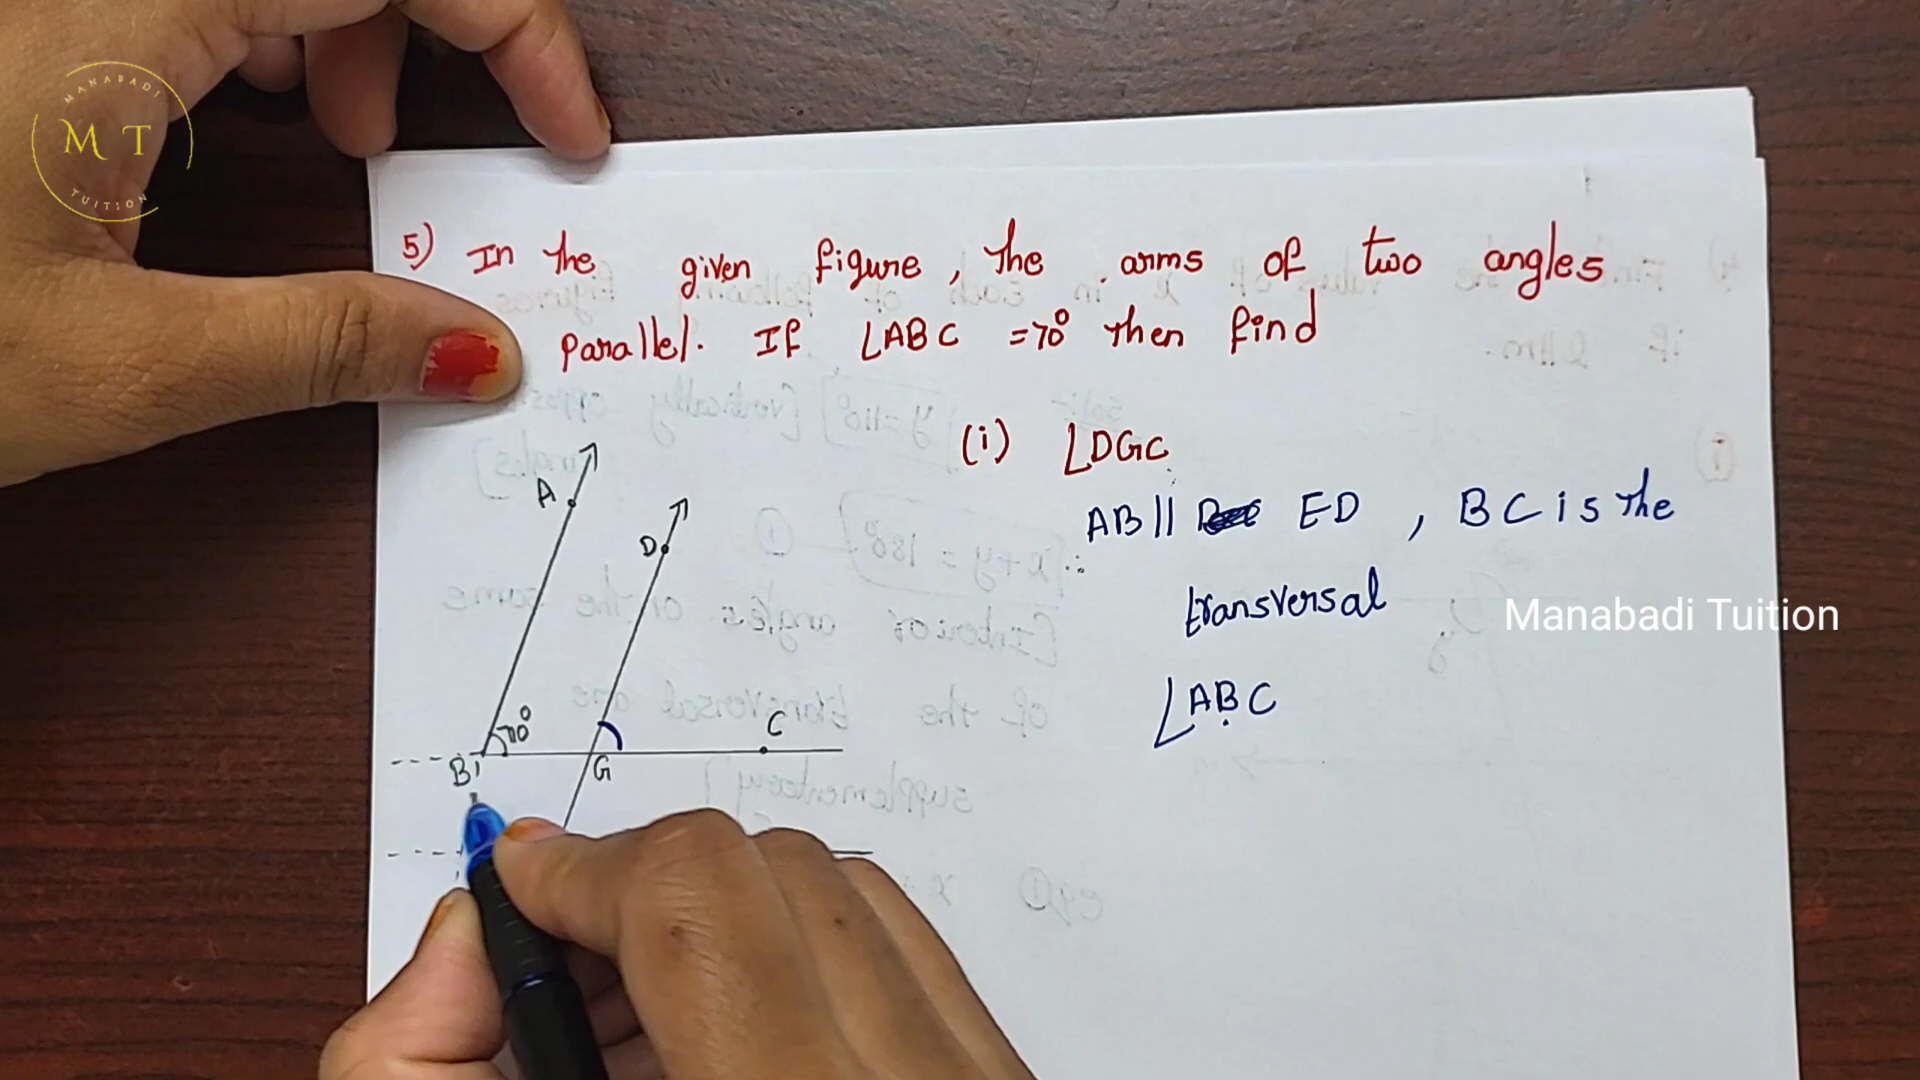 MANABADI
M T
TUITION
5) In the given figure, the arms of two angles
parallel. If ∠ABC =70° then find
(i) ∠DGC
AB|| ED , BC is the
transversal
Manabadi Tuition
∠ABC
A
D
70°
C
B
G